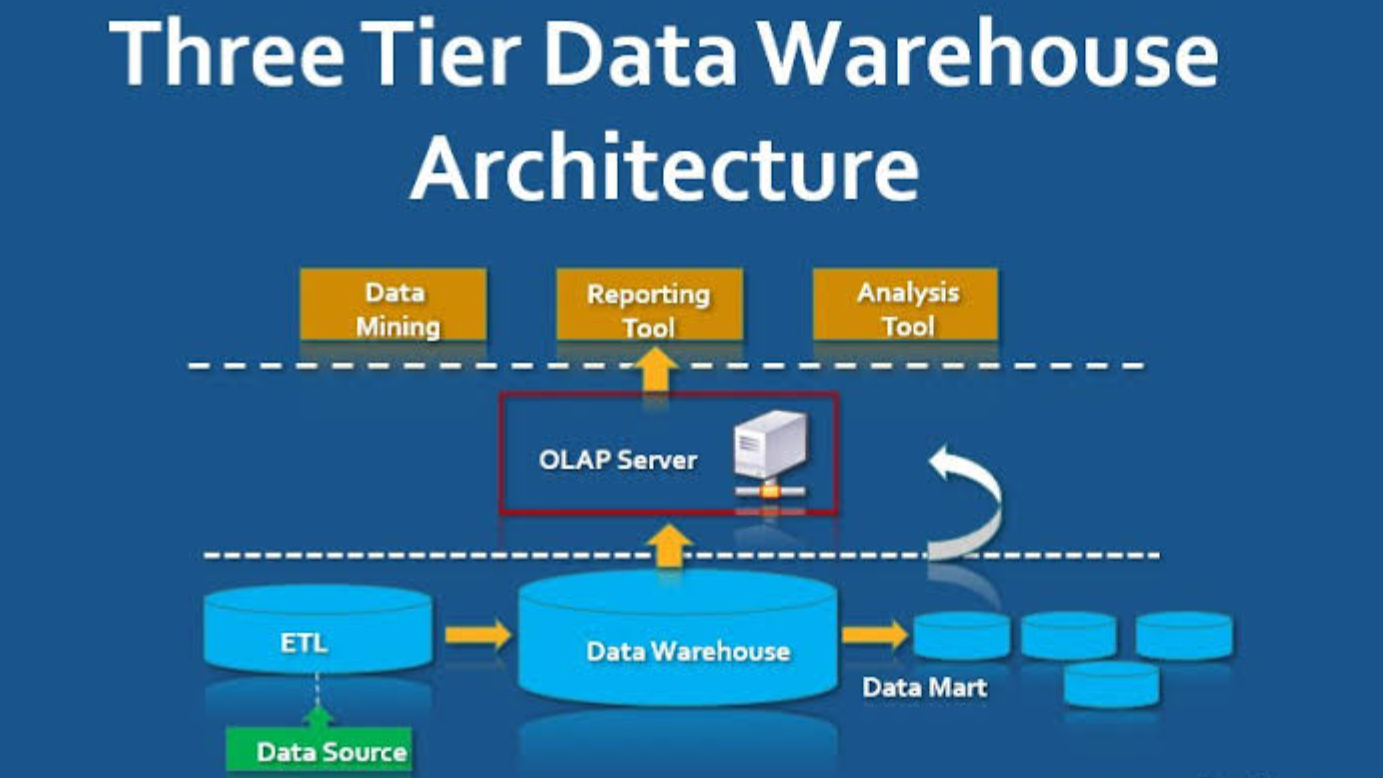 Three Tier Data Warehouse
Architecture
Data
Mining
Reporting
Tool
Analysis
Tool
OLAP Server
ETL
Data Warehouse
Data Mart
Data Source